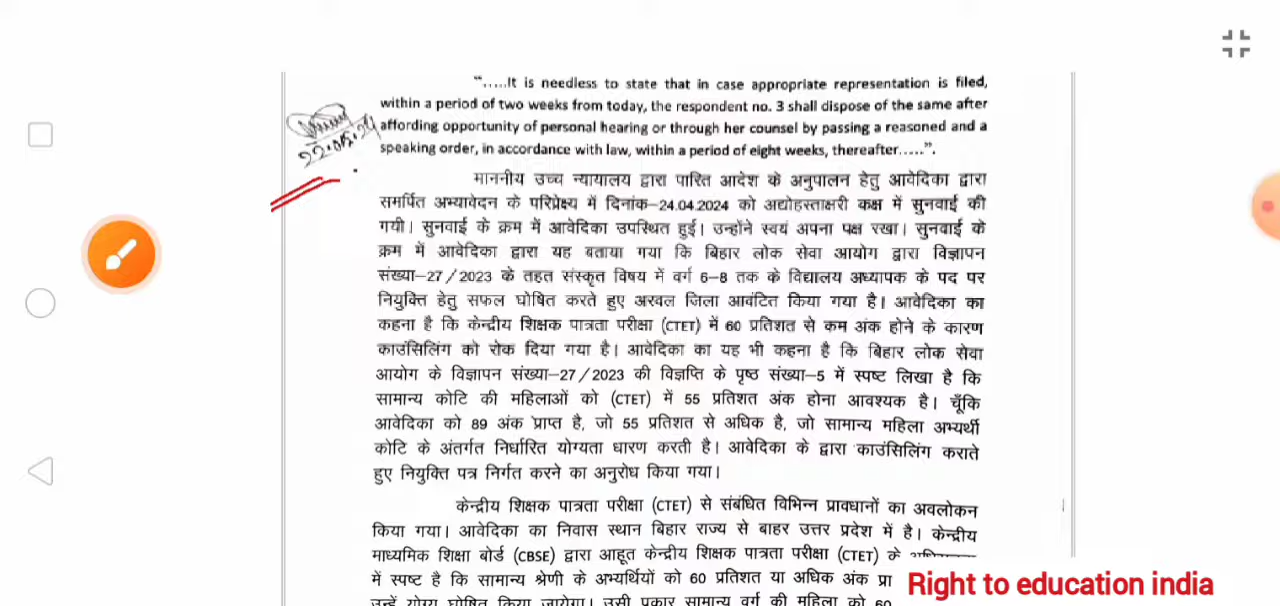 “.....It is needless to state that in case appropriate representation is filed,
within a period of two weeks from today, the respondent no. 3 shall dispose of the same after
affording opportunity of personal hearing or through her counsel by passing a reasoned and a
speaking order, in accordance with law, within a period of eight weeks, thereafter.....”.
माननीय उच्च न्यायालय द्वारा पारित आदेश के अनुपालन हेतु आवेदिका द्वारा
समर्पित अभ्यावेदन के परिप्रेक्ष्य में दिनांक–24.04.2024 को अद्योहस्ताक्षरी कक्ष में सुनवाई की
गयी। सुनवाई के क्रम में आवेदिका उपस्थित हुई। उन्होंने स्वयं अपना पक्ष रखा। सुनवाई के
क्रम में आवेदिका द्वारा यह बताया गया कि बिहार लोक सेवा आयोग द्वारा विज्ञापन
संख्या–27/2023 के तहत संस्कृत विषय में वर्ग 6–8 तक के विद्यालय अध्यापक के पद पर
नियुक्ति हेतु सफल घोषित करते हुए अरवल जिला आवंटित किया गया है। आवेदिका का
कहना है कि केन्द्रीय शिक्षक पात्रता परीक्षा (CTET) में 60 प्रतिशत से कम अंक होने के कारण
काउंसिलिंग को रोक दिया गया है। आवेदिका का यह भी कहना है कि बिहार लोक सेवा
आयोग के विज्ञापन संख्या–27/2023 की विज्ञप्ति के पृष्ठ संख्या–5 में स्पष्ट लिखा है कि
सामान्य कोटि की महिलाओं को (CTET) में 55 प्रतिशत अंक होना आवश्यक है। चूँकि
आवेदिका को 89 अंक प्राप्त है, जो 55 प्रतिशत से अधिक है, जो सामान्य महिला अभ्यर्थी
कोटि के अंतर्गत निर्धारित योग्यता धारण करती है। आवेदिका के द्वारा काउंसिलिंग कराते
हुए नियुक्ति पत्र निर्गत करने का अनुरोध किया गया।
केन्द्रीय शिक्षक पात्रता परीक्षा (CTET) से संबंधित विभिन्न प्रावधानों का अवलोकन
किया गया। आवेदिका का निवास स्थान बिहार राज्य से बाहर उत्तर प्रदेश में है। केन्द्रीय
माध्यमिक शिक्षा बोर्ड (CBSE) द्वारा आहूत केन्द्रीय शिक्षक पात्रता परीक्षा (CTET) के
में स्पष्ट है कि सामान्य श्रेणी के अभ्यर्थियों को 60 प्रतिशत या अधिक अंक प्रा
उन्हें योग्य घोषित किया जायेगा। उसी प्रकार सामान्य वर्ग की महिला को 60
Right to education india